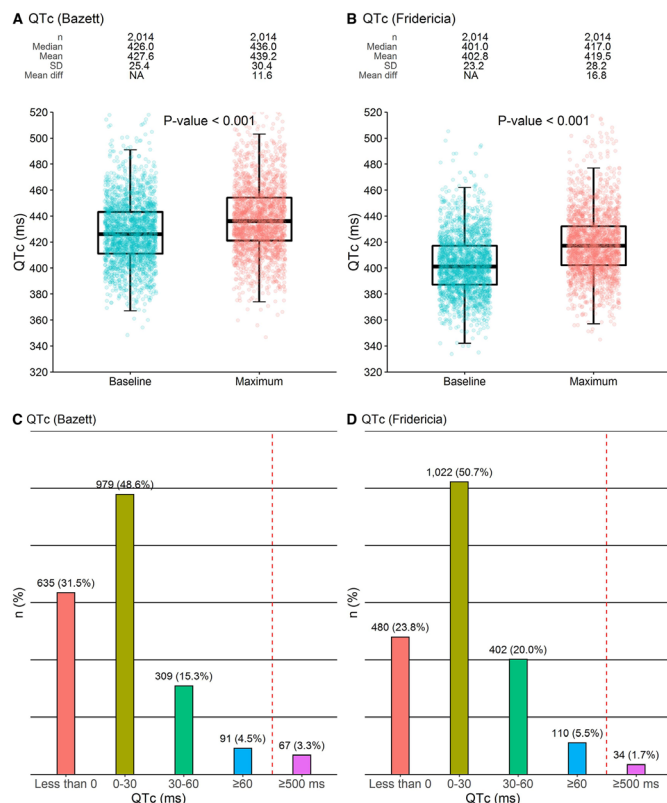 A QTc (Bazett)
n 2,014 2,014
Median 426.0 436.0
Mean 427.6 439.2
SD 25.4 30.4
Mean diff NA 11.6
P-value < 0.001
520
500
480
460
440
420
400
380
360
340
320
QTc (ms)
Baseline Maximum
B QTc (Fridericia)
n 2,014 2,014
Median 401.0 417.0
Mean 402.8 419.5
SD 23.2 28.2
Mean diff NA 16.8
P-value < 0.001
520
500
480
460
440
420
400
380
360
340
320
QTc (ms)
Baseline Maximum
C QTc (Bazett)
979 (48.6%)
635 (31.5%)
309 (15.3%)
91 (4.5%)
67 (3.3%)
n (%)
Less than 0 0-30 30-60 ≥60 ≥500 ms
QTc (ms)
D QTc (Fridericia)
1,022 (50.7%)
480 (23.8%)
402 (20.0%)
110 (5.5%)
34 (1.7%)
n (%)
Less than 0 0-30 30-60 ≥60 ≥500 ms
QTc (ms)